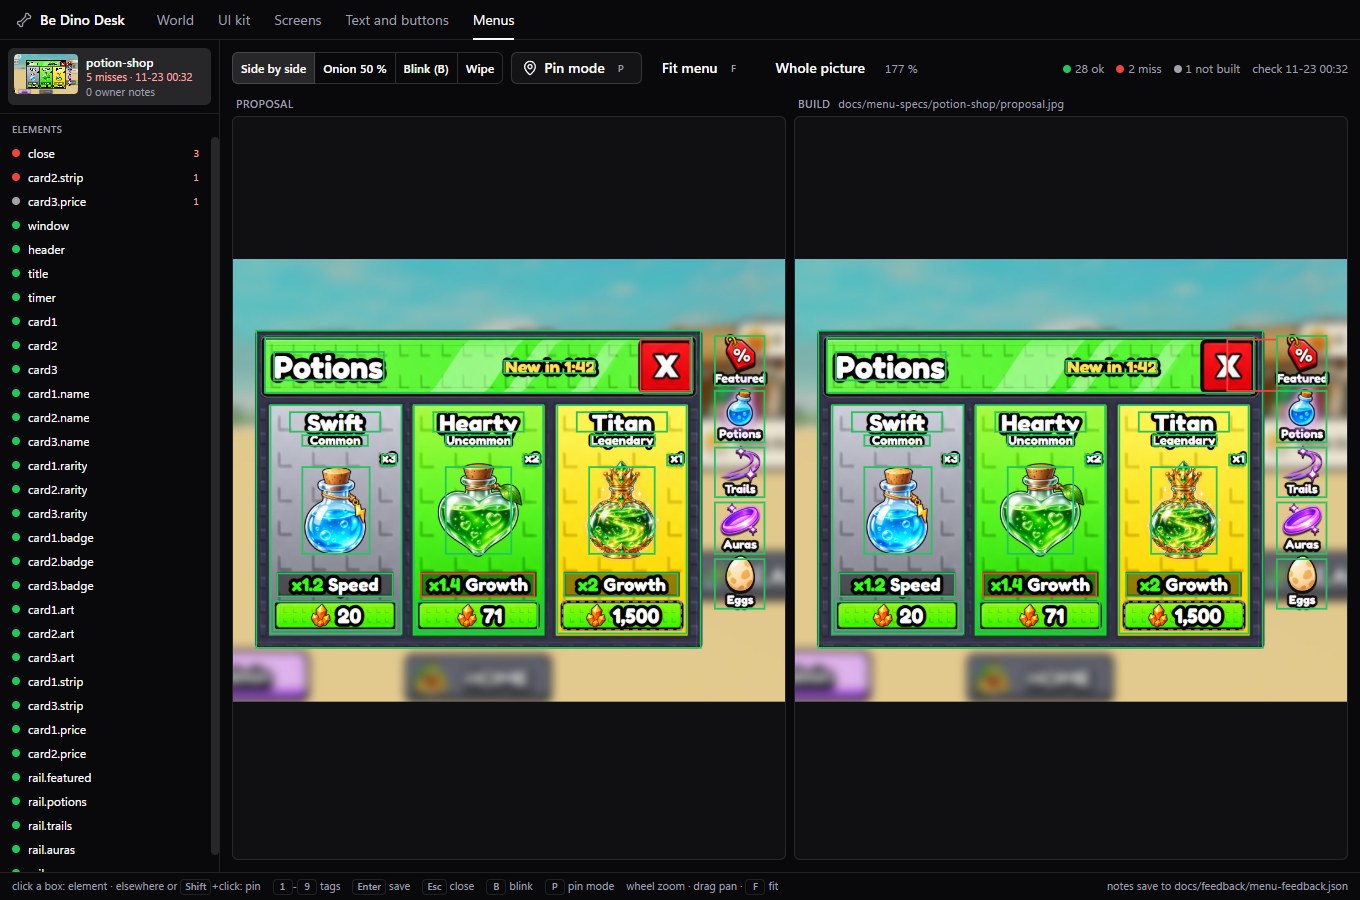 Be Dino Desk World UI kit Screens Text and buttons Menus
potion-shop
5 misses · 11-23 00:32
0 owner notes
Side by side Onion 50 % Blink (B) Wipe Pin mode P Fit menu F Whole picture 177 % 28 ok 2 miss 1 not built check 11-23 00:32
ELEMENTS
close 3
card2.strip 1
card3.price 1
window
header
title
timer
card1
card2
card3
card1.name
card2.name
card3.name
card1.rarity
card2.rarity
card3.rarity
card1.badge
card2.badge
card3.badge
card1.art
card2.art
card3.art
card1.strip
card3.strip
card1.price
card2.price
rail.featured
rail.potions
rail.trails
rail.auras
PROPOSAL
Potions New in 1:42 X
Featured
Potions
Trails
Auras
Eggs
Swift Hearty Titan
Common Uncommon Legendary
x3 x2 x1
x1.2 Speed x1.4 Growth x2 Growth
20 71 1,500
HOME
BUILD docs/menu-specs/potion-shop/proposal.jpg
Potions New in 1:42 X
Featured
Potions
Trails
Auras
Eggs
Swift Hearty Titan
Common Uncommon Legendary
x3 x2 x1
x1.2 Speed x1.4 Growth x2 Growth
20 71 1,500
HOME
click a box: element · elsewhere or Shift +click: pin 1 - 9 tags Enter save Esc close B blink P pin mode wheel zoom · drag pan · F fit notes save to docs/feedback/menu-feedback.json